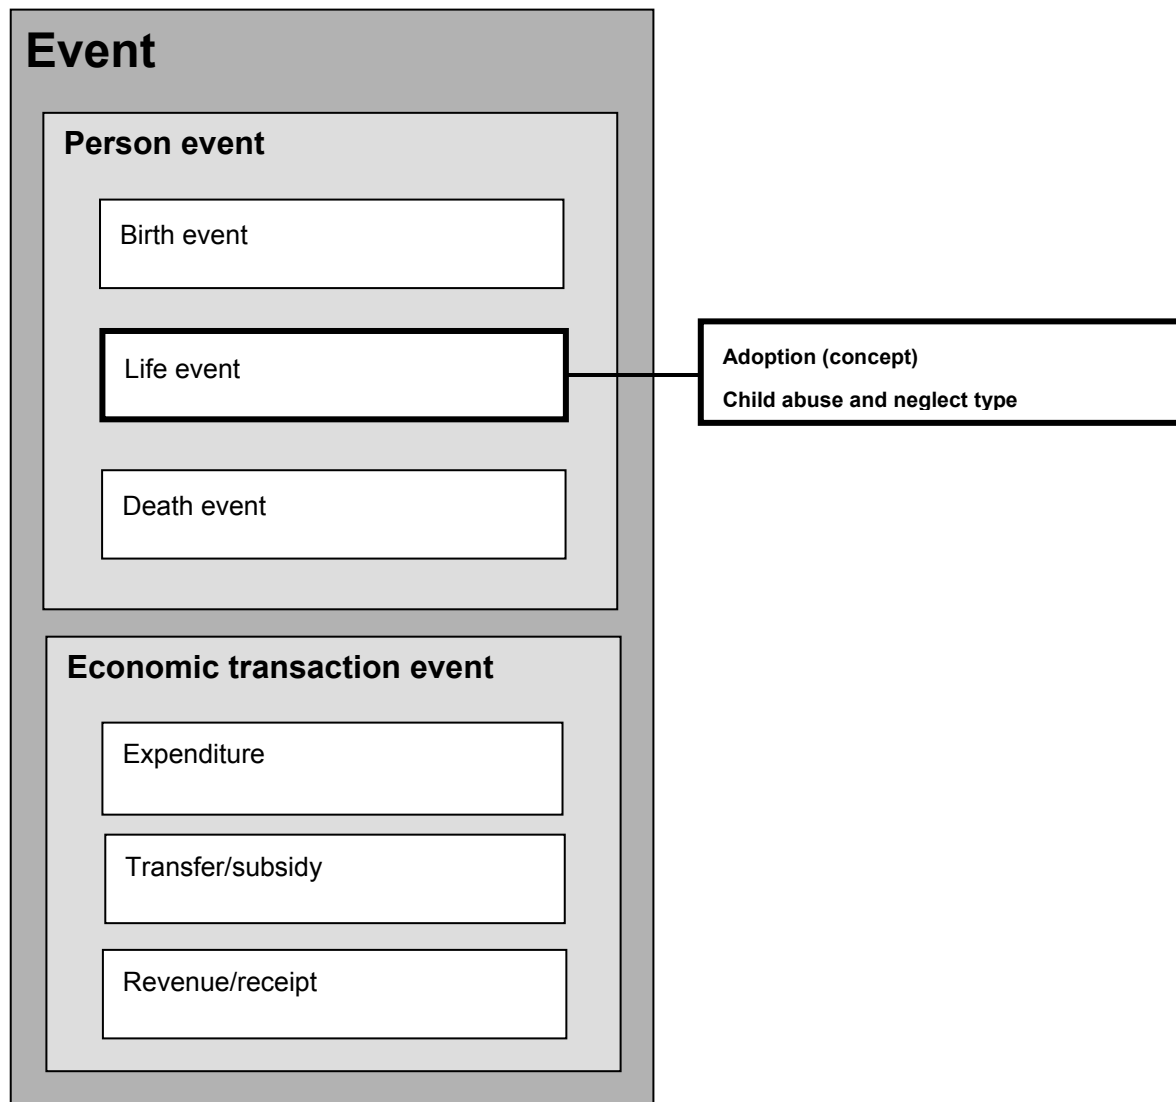 Event
Person event
Birth event
Life event
Adoption (concept)
Child abuse and neglect type
Death event
Economic transaction event
Expenditure
Transfer/subsidy
Revenue/receipt